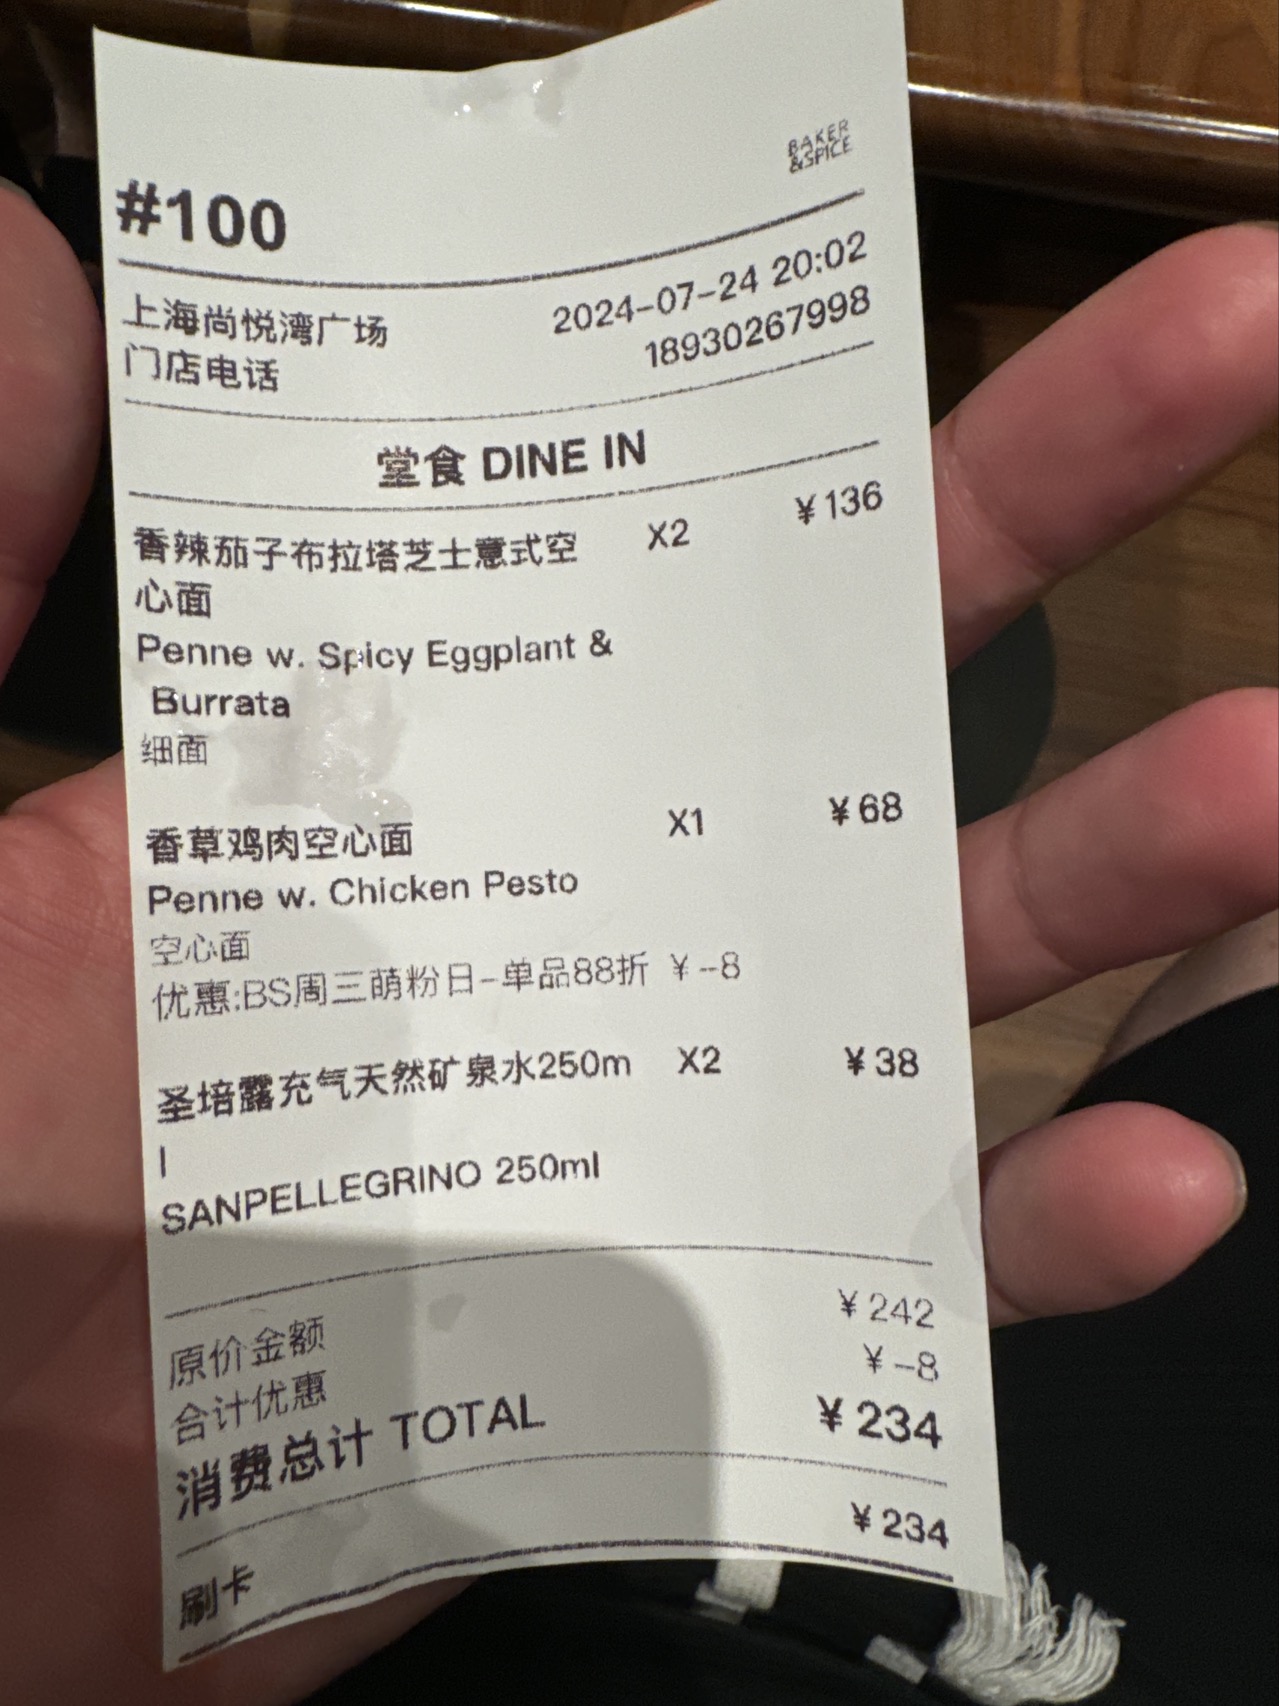 BAKER
&SPICE
#100
上海尚悦湾广场 2024-07-24 20:02
门店电话 18930267998
堂食 DINE IN
香辣茄子布拉塔芝士意式空 X2 ¥136
心面
Penne w. Spicy Eggplant &
Burrata
细面
香草鸡肉空心面 X1 ¥68
Penne w. Chicken Pesto
空心面
优惠:BS周三萌粉日-单品88折 ¥-8
圣培露充气天然矿泉水250m X2 ¥38
l
SANPELLEGRINO 250ml
原价金额 ¥242
合计优惠 ¥-8
消费总计 TOTAL ¥234
刷卡 ¥234